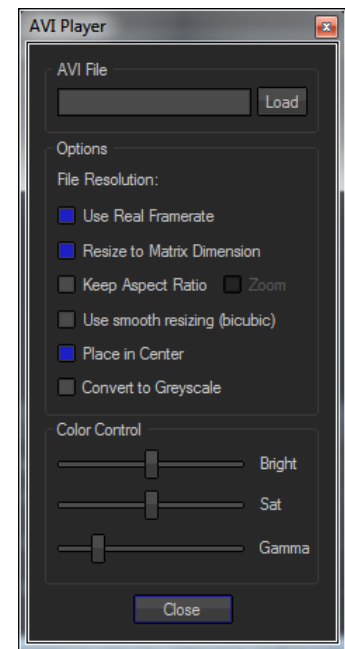 AVI Player
AVI File
Load
Options
File Resolution:
Use Real Framerate
Resize to Matrix Dimension
Keep Aspect Ratio Zoom
Use smooth resizing (bicubic)
Place in Center
Convert to Greyscale
Color Control
Bright
Sat
Gamma
Close